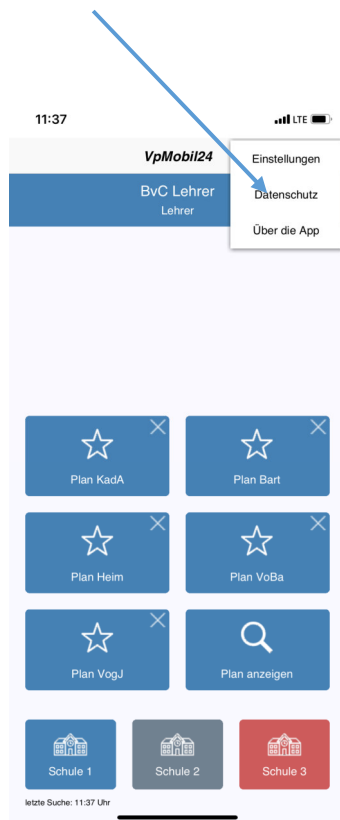 11:37
LTE
VpMobil24
Einstellungen
BvC Lehrer
Lehrer
Datenschutz
Über die App
Plan KadA
Plan Bart
Plan Heim
Plan VoBa
Plan VogJ
Plan anzeigen
Schule 1
Schule 2
Schule 3
letzte Suche: 11:37 Uhr